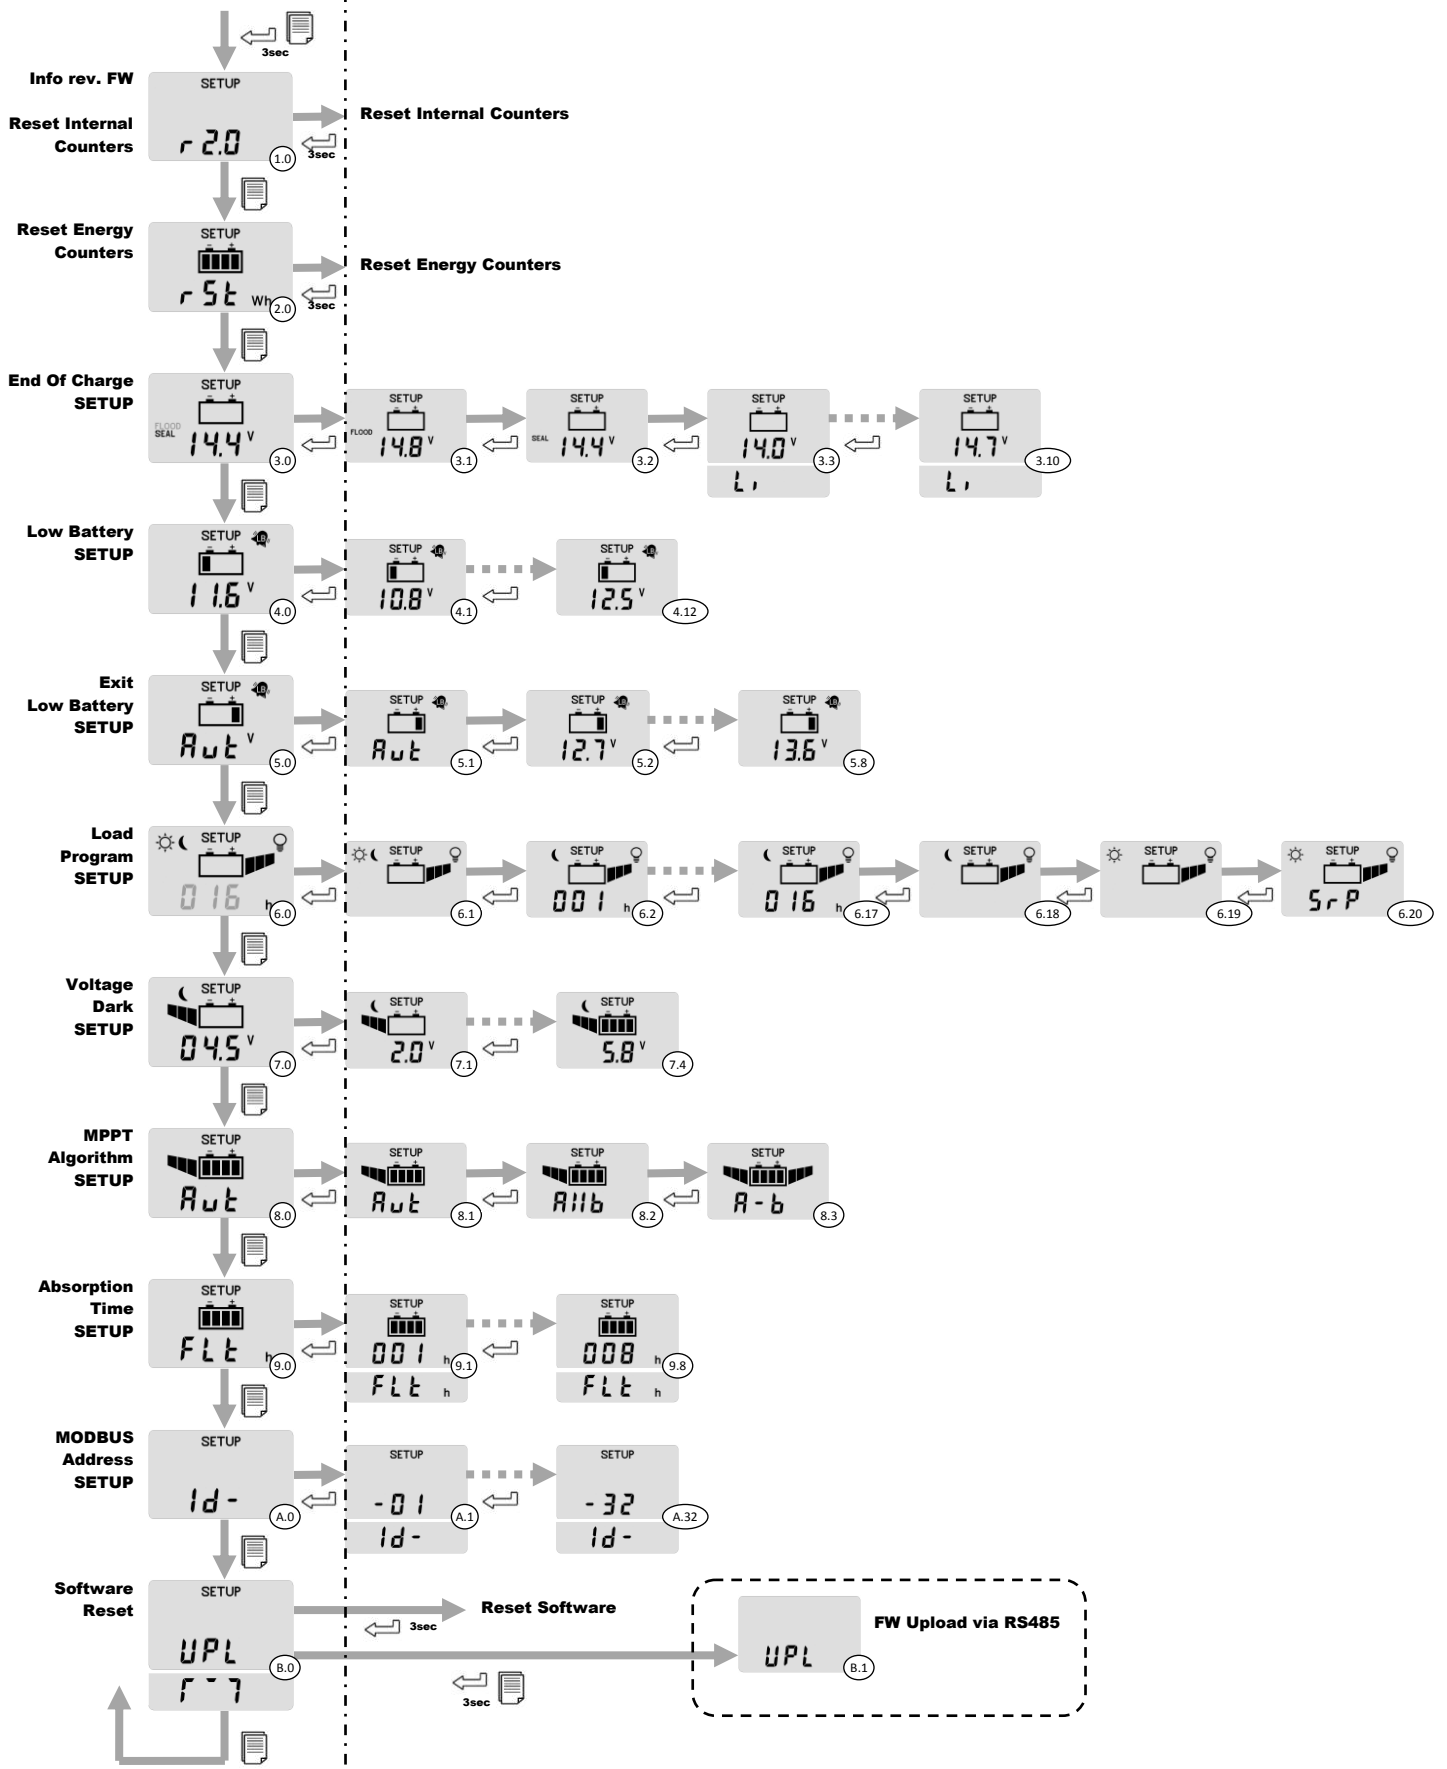 3sec
Info rev. FW
SETUP
Reset Internal Counters
Reset Internal
Counters
r 2.0
1.0
3sec
Reset Energy
Counters
SETUP
Reset Energy Counters
rSt Wh
2.0
3sec
End Of Charge
SETUP
SETUP
FLOOD
SEAL
14.4 V
3.0
SETUP
FLOOD
14.8 V
3.1
SETUP
SEAL
14.4 V
3.2
SETUP
14.0 V
3.3
Li
SETUP
14.7 V
3.10
Li
Low Battery
SETUP
SETUP
LB
11.6 V
4.0
SETUP
LB
10.8 V
4.1
SETUP
LB
12.5 V
4.12
Exit
Low Battery
SETUP
SETUP
LB
Aut V
5.0
SETUP
LB
Aut
5.1
SETUP
LB
12.7 V
5.2
SETUP
LB
13.6 V
5.8
Load
Program
SETUP
SETUP
016 h
6.0
SETUP
6.1
SETUP
001 h
6.2
SETUP
016 h
6.17
SETUP
6.18
SETUP
6.19
SETUP
SrP
6.20
Voltage
Dark
SETUP
SETUP
04.5 V
7.0
SETUP
2.0 V
7.1
SETUP
5.8 V
7.4
MPPT
Algorithm
SETUP
SETUP
Aut
8.0
SETUP
Aut
8.1
SETUP
AIIb
8.2
SETUP
A-b
8.3
Absorption
Time
SETUP
SETUP
FLt h
9.0
SETUP
001 h
9.1
FLt h
SETUP
008 h
9.8
FLt h
MODBUS
Address
SETUP
SETUP
Id-
A.0
SETUP
-01
A.1
Id-
SETUP
-32
A.32
Id-
Software
Reset
SETUP
UPL
B.0
Reset Software
3sec
3sec
UPL
B.1
FW Upload via RS485